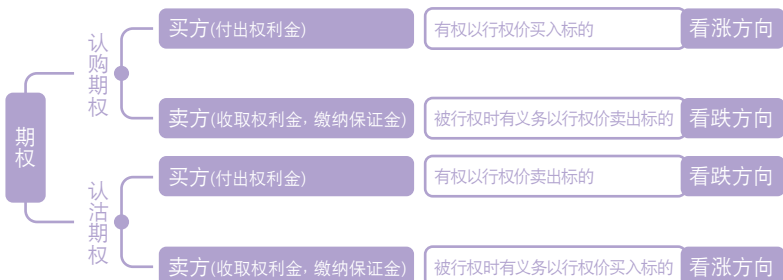 期权
认购期权
买方(付出权利金)
有权以行权价买入标的
看涨方向
卖方(收取权利金，缴纳保证金)
被行权时有义务以行权价卖出标的
看跌方向
认沽期权
买方(付出权利金)
有权以行权价卖出标的
看跌方向
卖方(收取权利金，缴纳保证金)
被行权时有义务以行权价买入标的
看涨方向